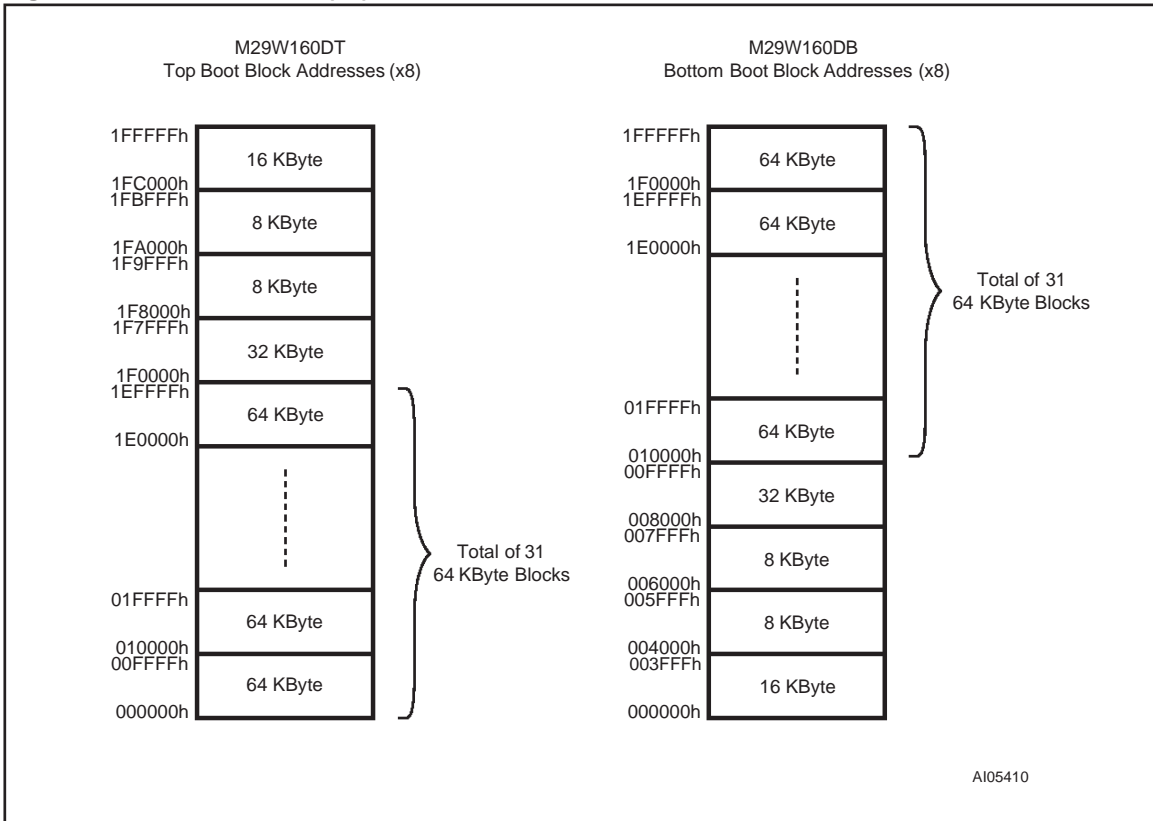 M29W160DT
Top Boot Block Addresses (x8)
1FFFFFh
16 KByte
1FC000h
1FBFFFh
8 KByte
1FA000h
1F9FFFh
8 KByte
1F8000h
1F7FFFh
32 KByte
1F0000h
1EFFFFh
64 KByte
1E0000h
Total of 31
64 KByte Blocks
01FFFFh
64 KByte
010000h
00FFFFh
64 KByte
000000h
M29W160DB
Bottom Boot Block Addresses (x8)
1FFFFFh
64 KByte
1F0000h
1EFFFFh
64 KByte
1E0000h
Total of 31
64 KByte Blocks
01FFFFh
64 KByte
010000h
00FFFFh
32 KByte
008000h
007FFFh
8 KByte
006000h
005FFFh
8 KByte
004000h
003FFFh
16 KByte
000000h
AI05410